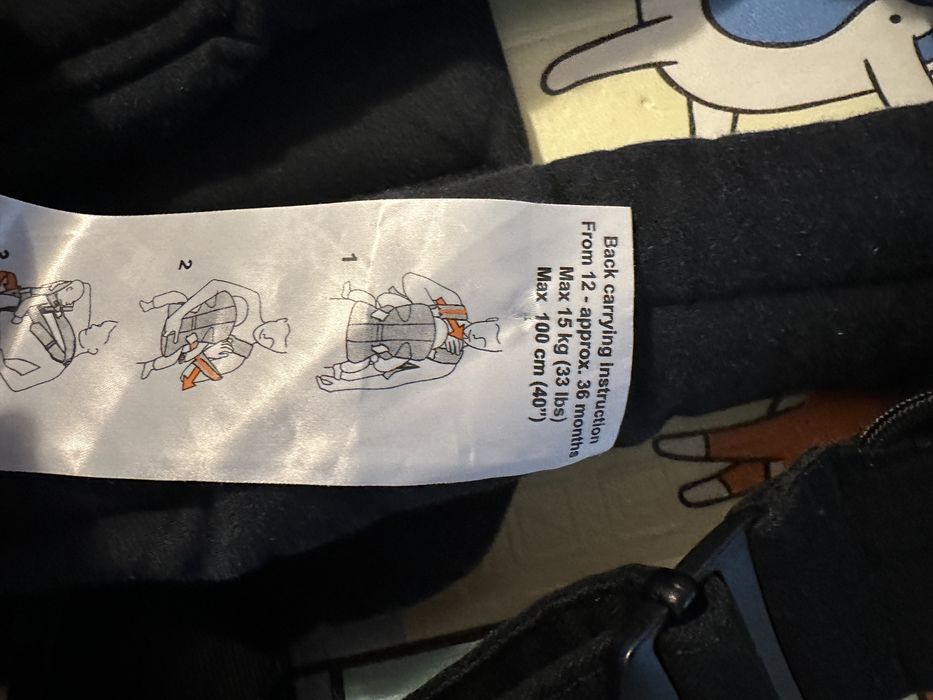 Back carrying instruction
From 12 - approx. 36 months
Max 15 kg (33 lbs)
Max 100 cm (40")
1
2
3